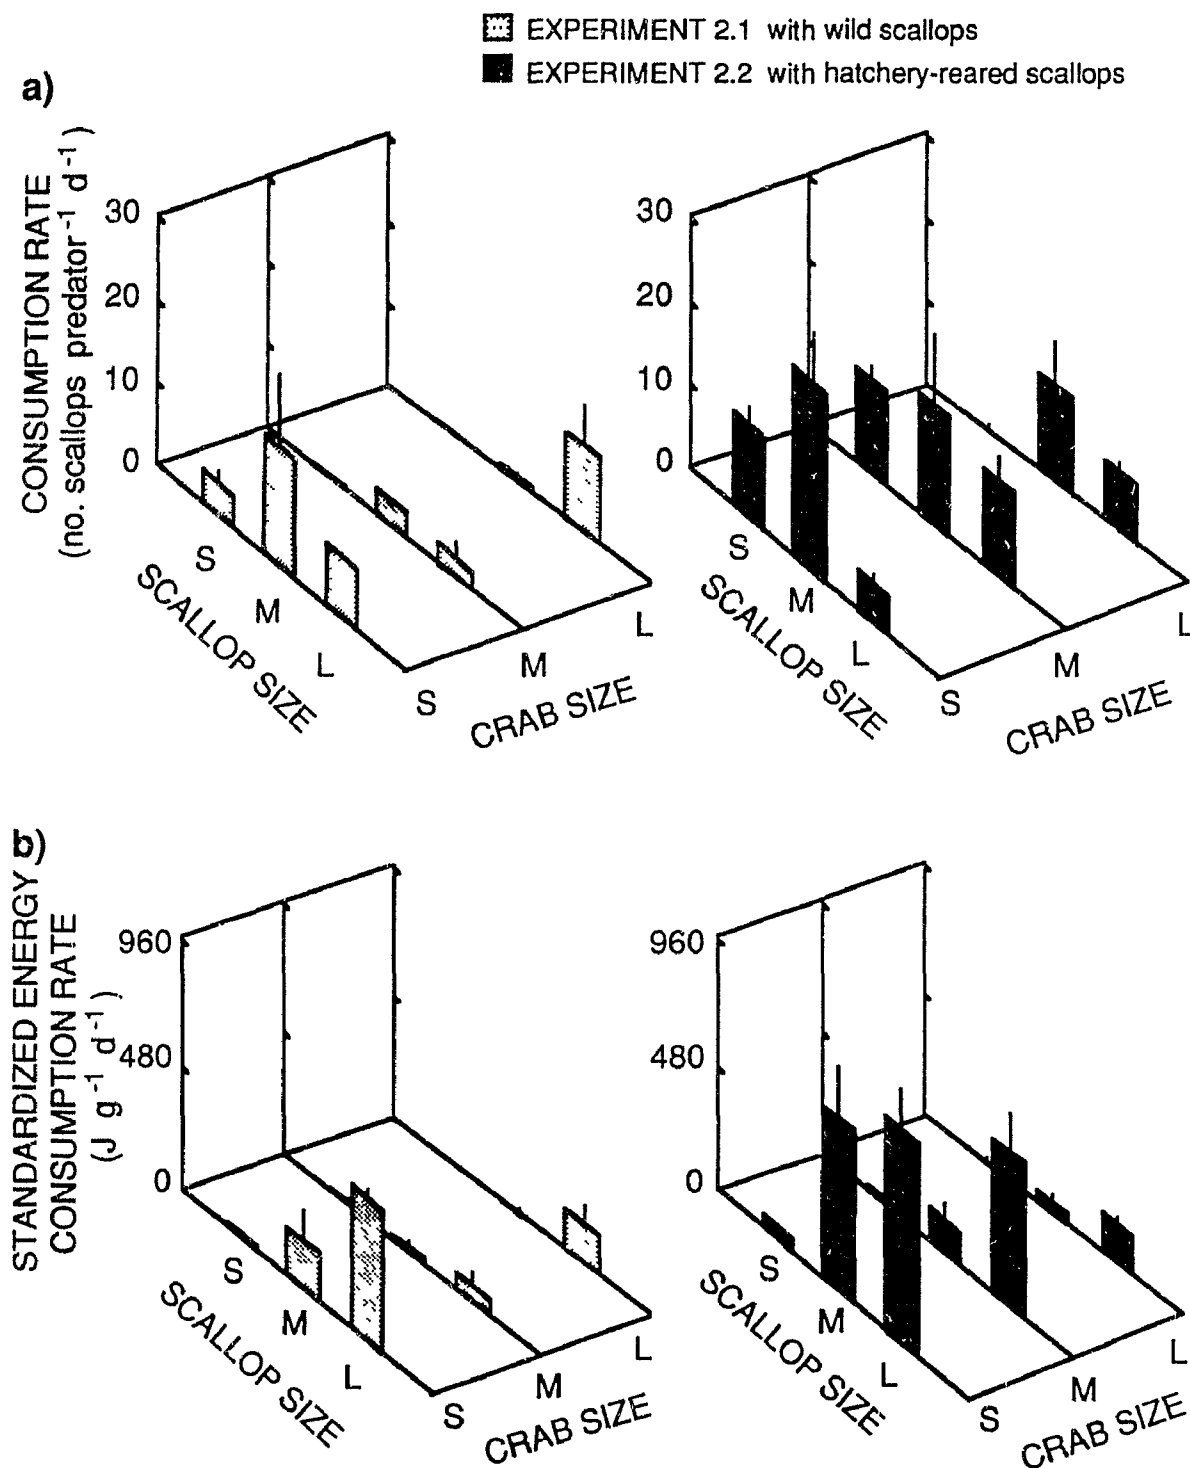 EXPERIMENT 2.1 with wild scallops
EXPERIMENT 2.2 with hatchery-reared scallops
a)
CONSUMPTION RATE
(no. scallops predator⁻¹ d⁻¹)
30
20
10
0
S
M
L
SCALLOP SIZE
S
M
L
CRAB SIZE
30
20
10
0
S
M
L
SCALLOP SIZE
S
M
L
CRAB SIZE
b)
STANDARDIZED ENERGY
CONSUMPTION RATE
(J g⁻¹ d⁻¹)
960
480
0
S
M
L
SCALLOP SIZE
S
M
L
CRAB SIZE
960
480
0
S
M
L
SCALLOP SIZE
S
M
L
CRAB SIZE